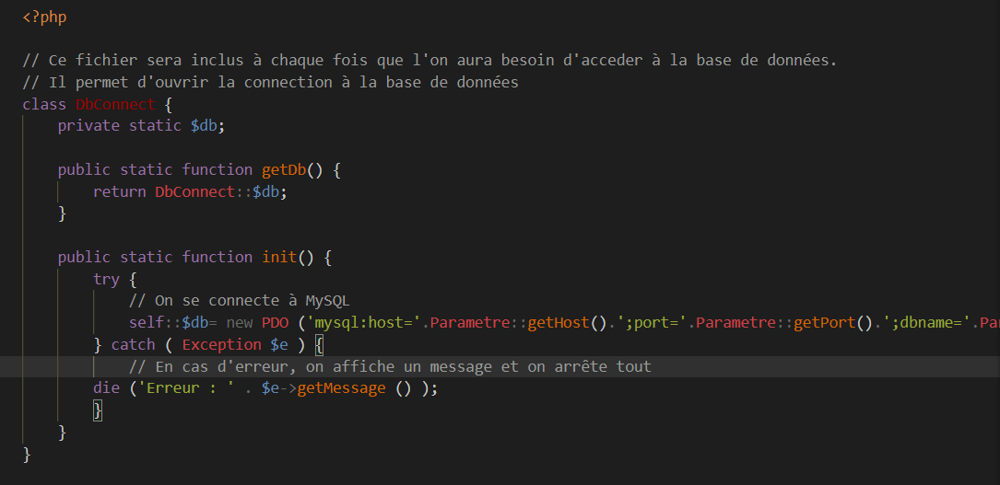 <?php
// Ce fichier sera inclus à chaque fois que l'on aura besoin d'acceder à la base de données.
// Il permet d'ouvrir la connection à la base de données
class DbConnect {
    private static $db;
    public static function getDb() {
        return DbConnect::$db;
    }
    public static function init() {
        try {
            // On se connecte à MySQL
            self::$db= new PDO ('mysql:host='.Parametre::getHost().';port='.Parametre::getPort().';dbname='.Pa
        } catch ( Exception $e ) {
            // En cas d'erreur, on affiche un message et on arrête tout
        die ('Erreur : ' . $e->getMessage () );
        }
    }
}